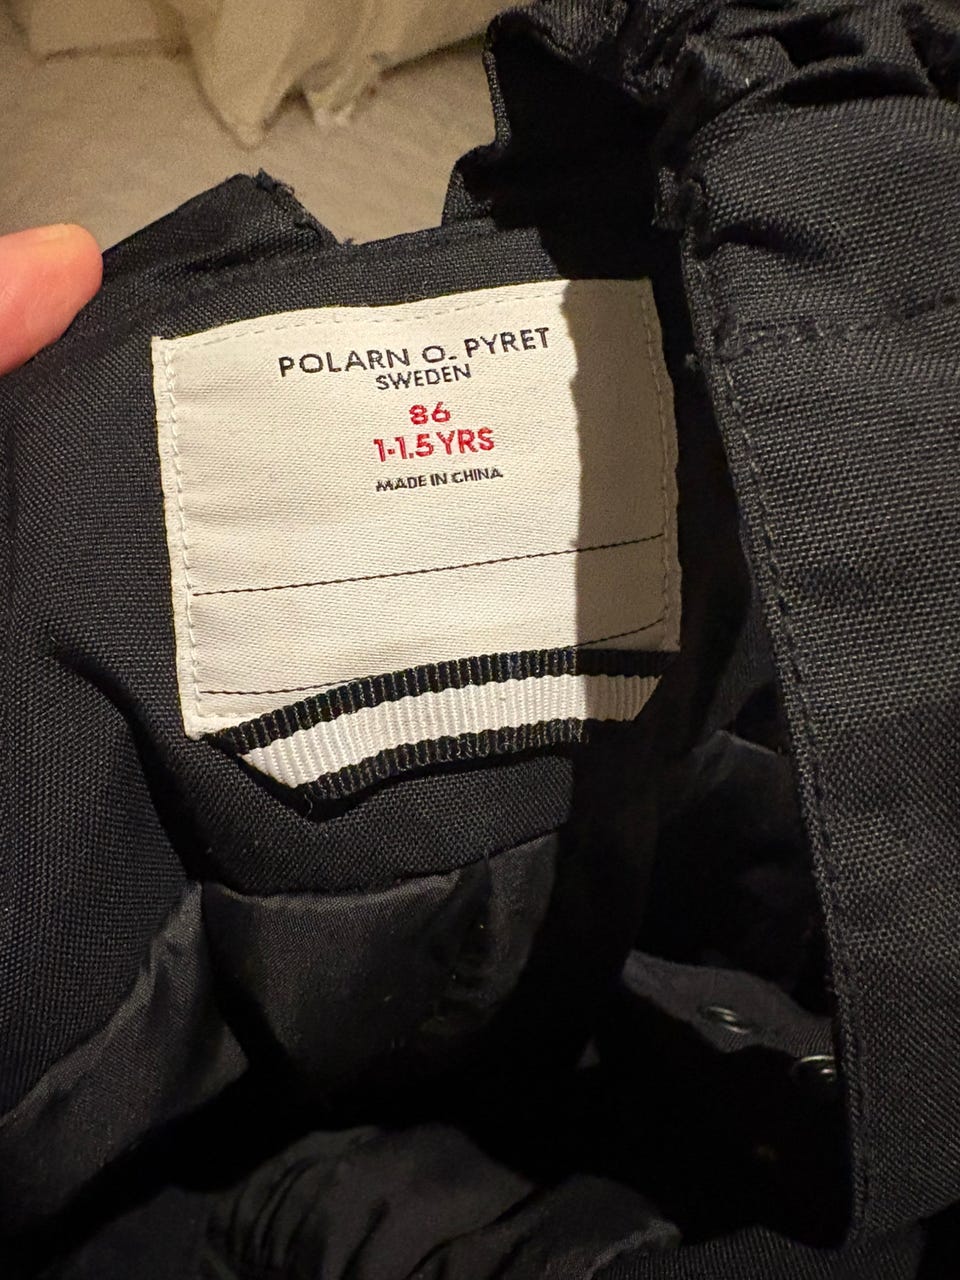 POLARN O. PYRET
SWEDEN
86
1-1.5 YRS
MADE IN CHINA